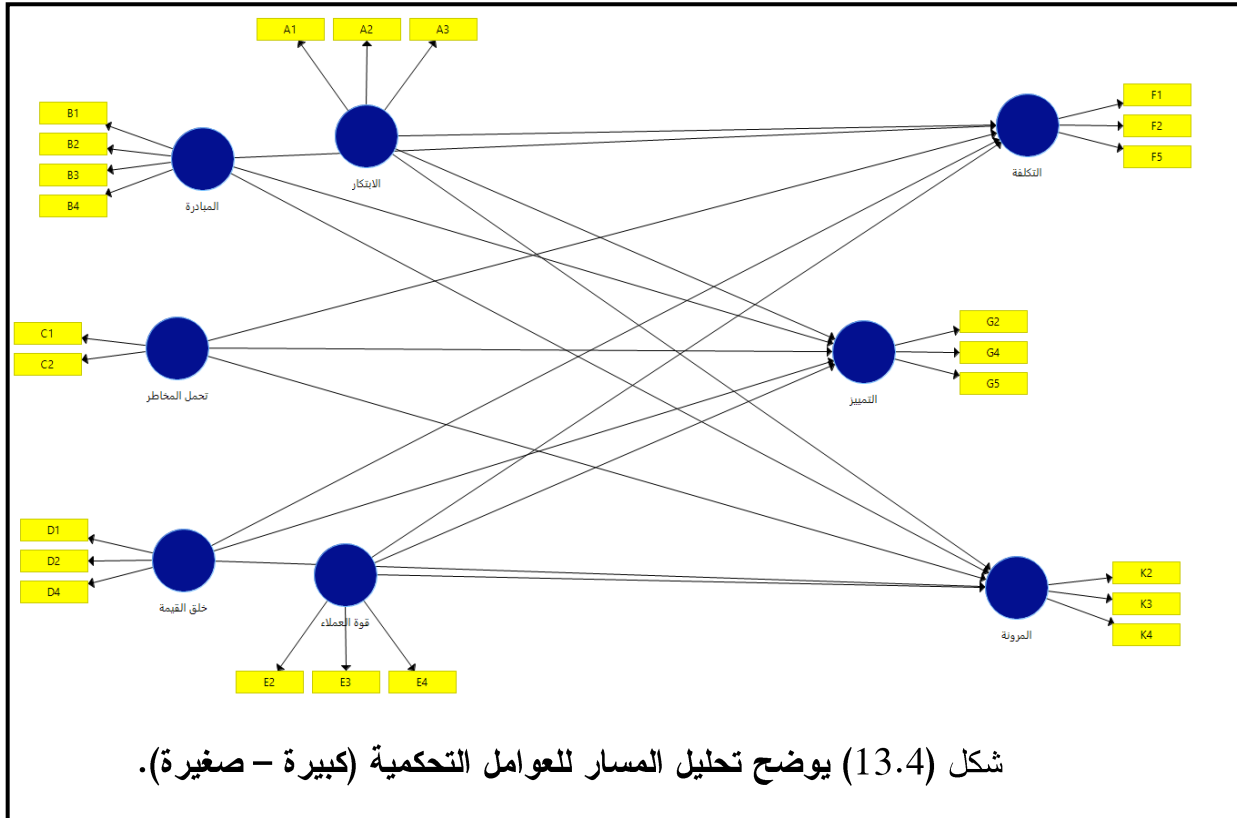 A1 A2 A3
الابتكار
B1
B2
B3
B4
المبادرة
F1
F2
F5
التكلفة
C1
C2
تحمل المخاطر
G2
G4
G5
التمييز
D1
D2
D4
خلق القيمة
قوة العملاء
E2 E3 E4
K2
K3
K4
المرونة
شكل (13.4) يوضح تحليل المسار للعوامل التحكمية (كبيرة – صغيرة).